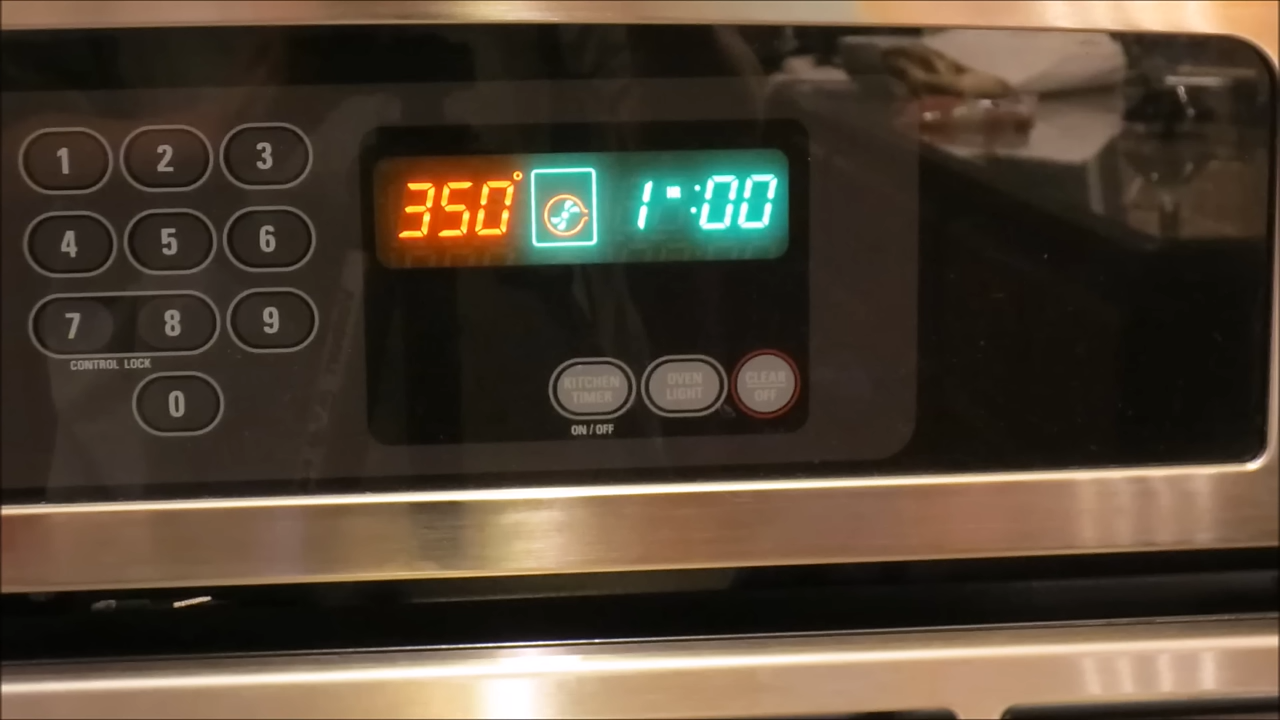 1 2 3
350° 1 HR :00
4 5 6
7 8 9
CONTROL LOCK
0
KITCHEN TIMER
OVEN LIGHT
CLEAR OFF
ON / OFF